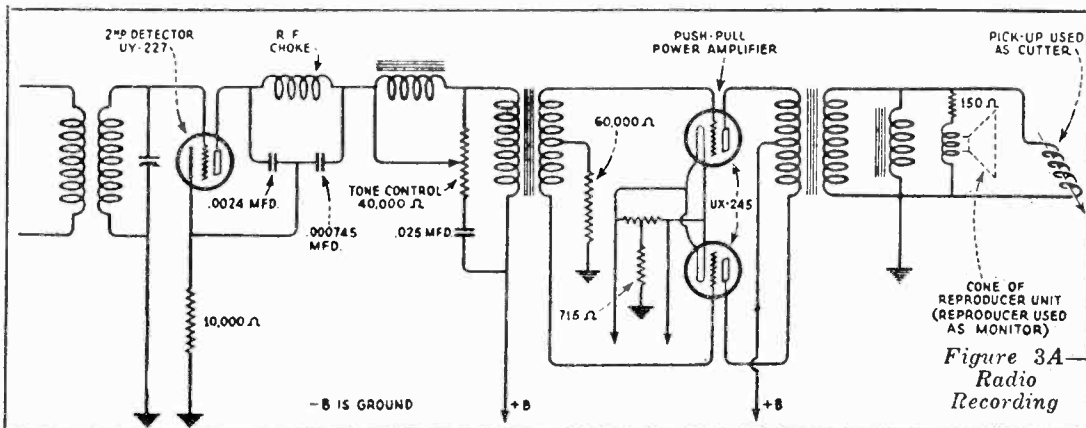 2ND DETECTOR
UY-227
R F
CHOKE
PUSH-PULL
POWER AMPLIFIER
PICK-UP USED
AS CUTTER
60,000 Ω
150 Ω
.0024 MFD.
TONE CONTROL
40,000 Ω
UX-245
.000745
MFD.
.025 MFD.
10,000 Ω
715 Ω
CONE OF
REPRODUCER UNIT
(REPRODUCER USED
AS MONITOR)
Figure 3A—
Radio
Recording
-B IS GROUND
+B
+B